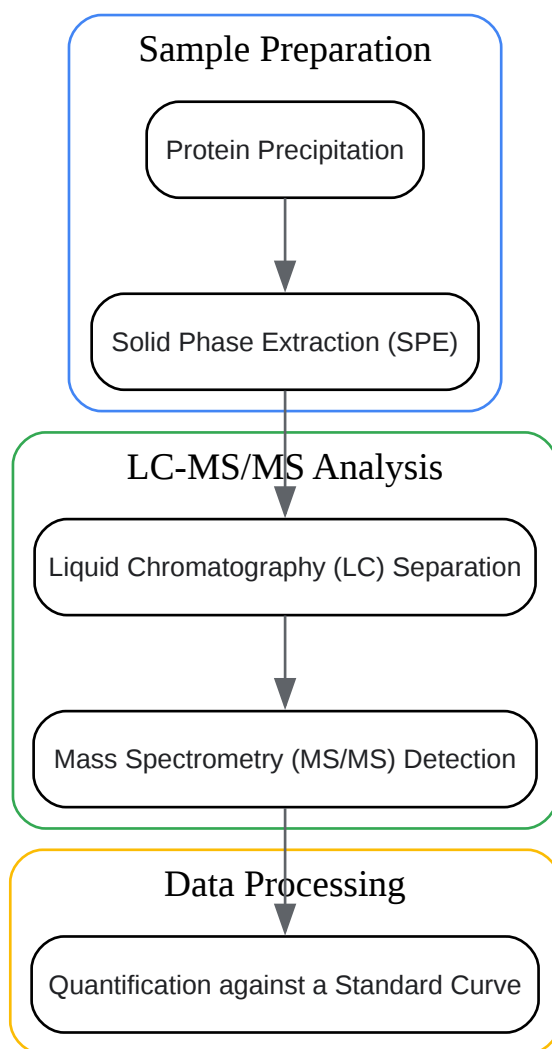 Sample Preparation
Protein Precipitation
Solid Phase Extraction (SPE)
LC-MS/MS Analysis
Liquid Chromatography (LC) Separation
Mass Spectrometry (MS/MS) Detection
Data Processing
Quantification against a Standard Curve